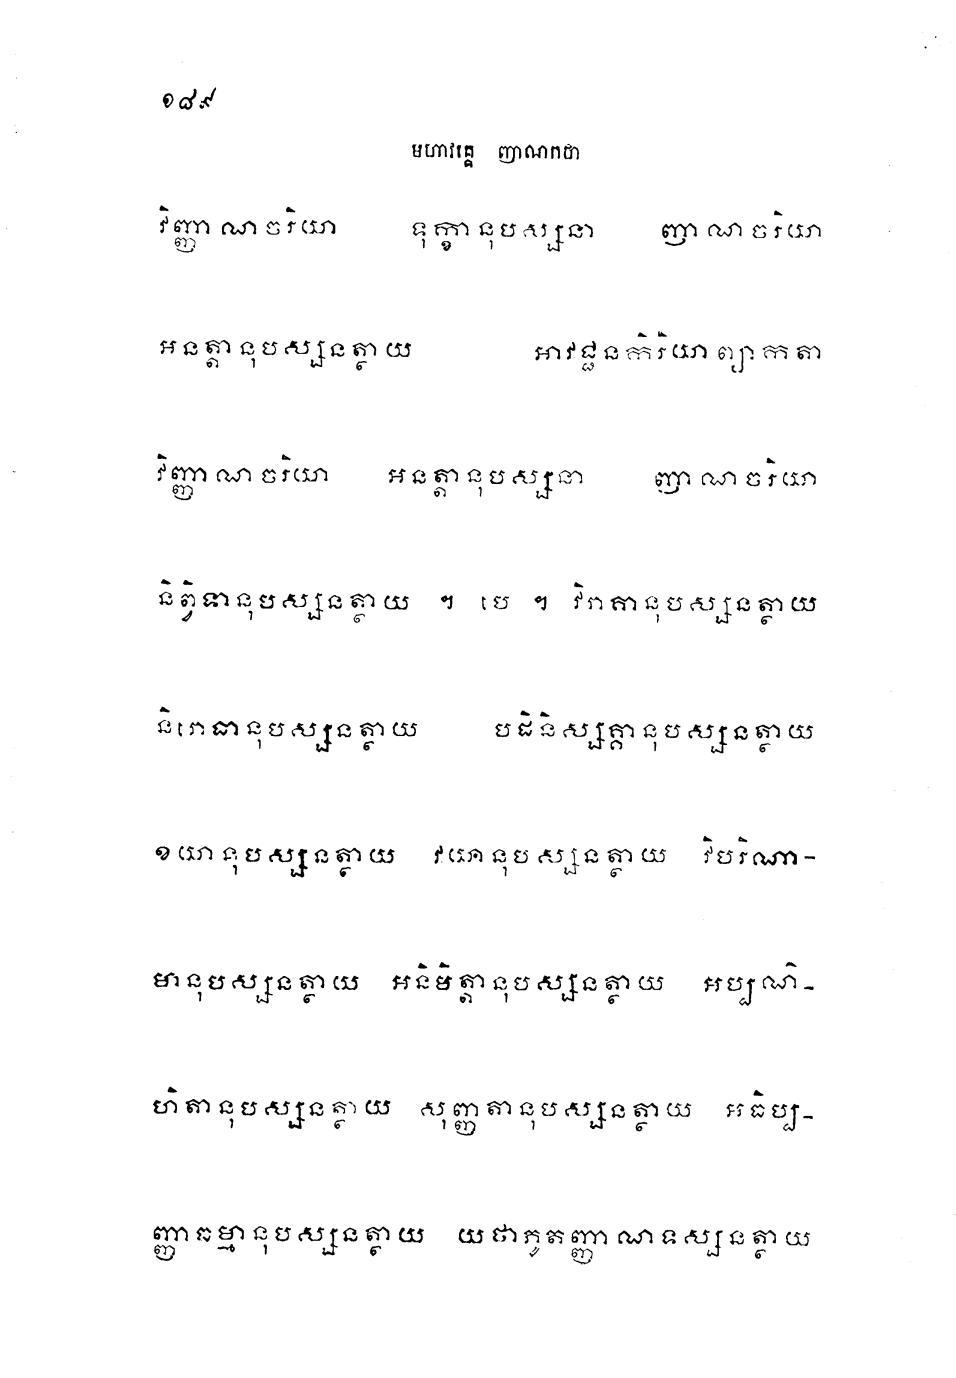 ១៨៩
មហាវគ្គេ ញាណកថា
វិញ្ញាណចរិយា ទុក្ខានុបស្សនា ញាណចរិយា
អនត្តានុបស្សនត្ថាយ អាវជ្ជនកិរិយាព្យាកតា
វិញ្ញាណចរិយា អនត្តានុបស្សនា ញាណចរិយា
និព្វិទានុបស្សនត្ថាយ ។ បេ ។ វិរាគានុបស្សនត្ថាយ
និរោធានុបស្សនត្ថាយ បដិនិស្សគ្គានុបស្សនត្ថាយ
ខយានុបស្សនត្ថាយ វយានុបស្សនត្ថាយ វិបរិណា-
មានុបស្សនត្ថាយ អនិមិត្តានុបស្សនត្ថាយ អប្បណិ-
ហិតានុបស្សនត្ថាយ សុញ្ញតានុបស្សនត្ថាយ អធិប្ប-
ញ្ញាធម្មានុបស្សនត្ថាយ យថាភូតញ្ញាណទស្សនត្ថាយ